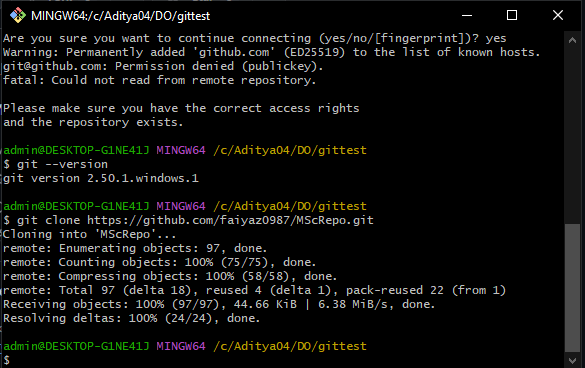 MINGW64:/c/Aditya04/DO/gittest
Are you sure you want to continue connecting (yes/no/[fingerprint])? yes
Warning: Permanently added 'github.com' (ED25519) to the list of known hosts.
git@github.com: Permission denied (publickey).
fatal: Could not read from remote repository.
Please make sure you have the correct access rights
and the repository exists.
admin@DESKTOP-G1NE41J MINGW64 /c/Aditya04/DO/gittest
$ git --version
git version 2.50.1.windows.1
admin@DESKTOP-G1NE41J MINGW64 /c/Aditya04/DO/gittest
$ git clone https://github.com/faiyaz0987/MScRepo.git
Cloning into 'MScRepo'...
remote: Enumerating objects: 97, done.
remote: Counting objects: 100% (75/75), done.
remote: Compressing objects: 100% (58/58), done.
remote: Total 97 (delta 18), reused 4 (delta 1), pack-reused 22 (from 1)
Receiving objects: 100% (97/97), 44.66 KiB | 6.38 MiB/s, done.
Resolving deltas: 100% (24/24), done.
admin@DESKTOP-G1NE41J MINGW64 /c/Aditya04/DO/gittest
$